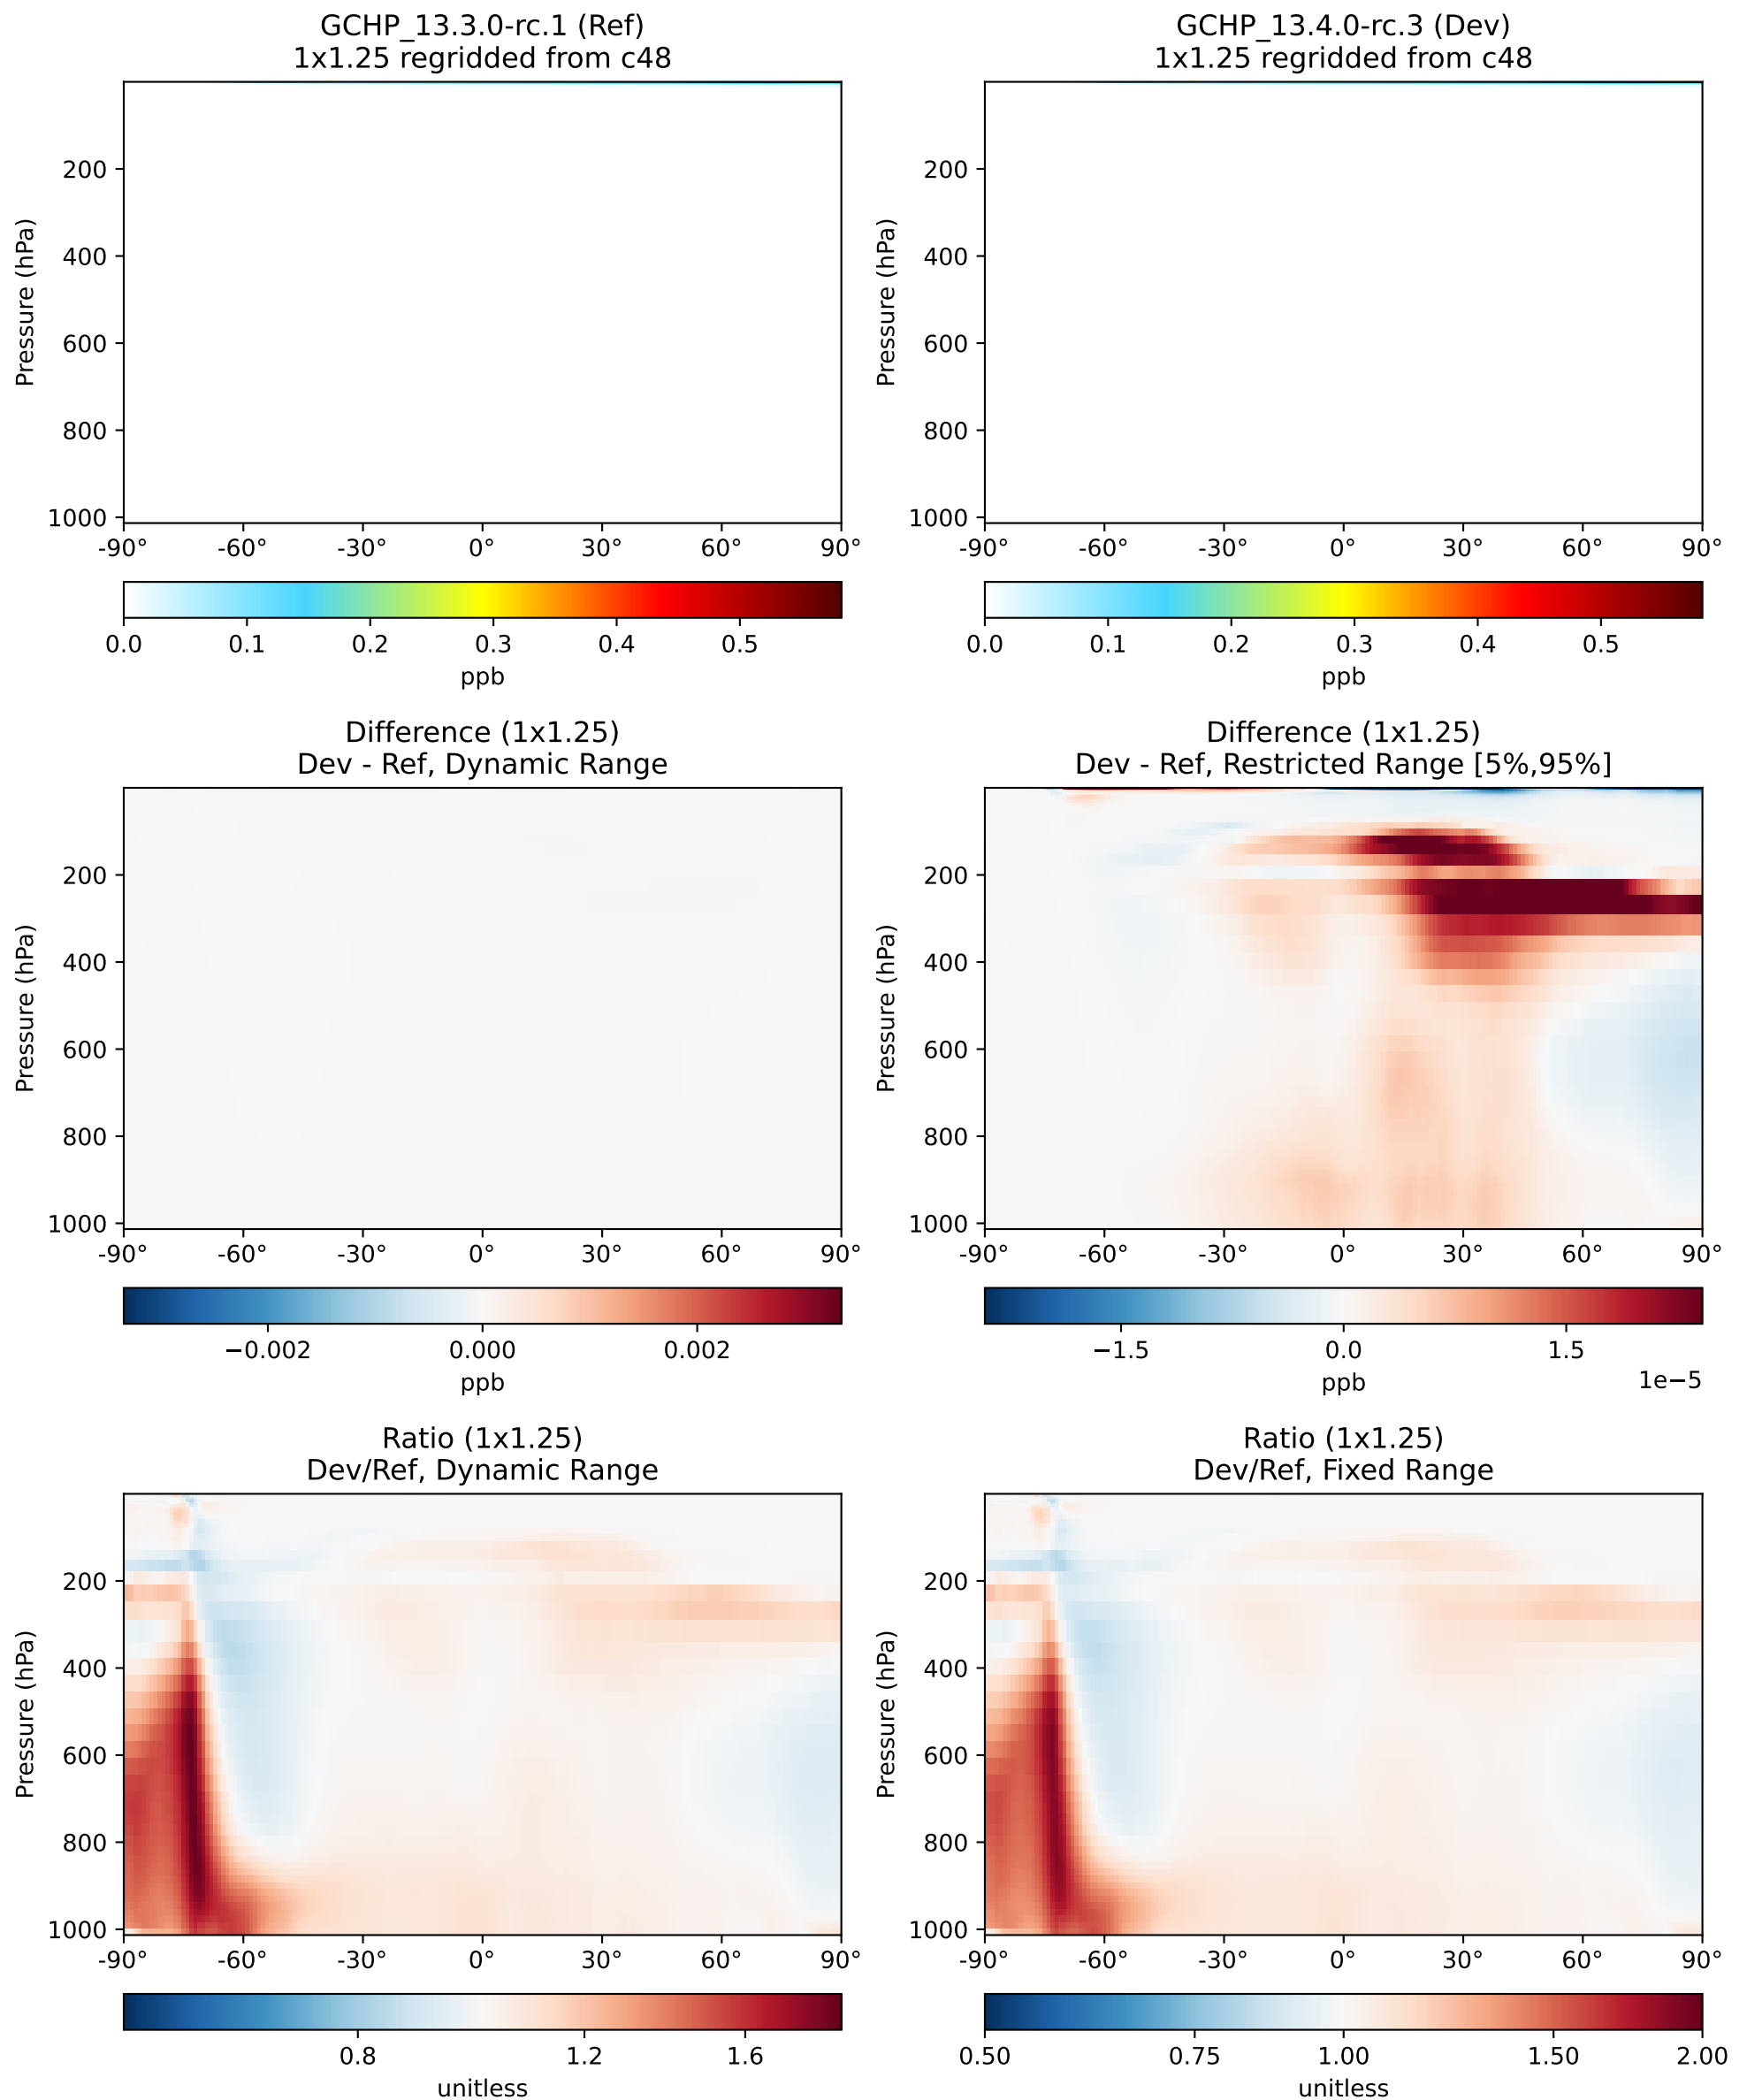 GCHP_13.3.0-rc.1 (Ref)
1x1.25 regridded from c48
Pressure (hPa)
200
400
600
800
1000
-90° -60° -30° 0° 30° 60° 90°
0.0 0.1 0.2 0.3 0.4 0.5
ppb
GCHP_13.4.0-rc.3 (Dev)
1x1.25 regridded from c48
Pressure (hPa)
200
400
600
800
1000
-90° -60° -30° 0° 30° 60° 90°
0.0 0.1 0.2 0.3 0.4 0.5
ppb
Difference (1x1.25)
Dev - Ref, Dynamic Range
Pressure (hPa)
200
400
600
800
1000
-90° -60° -30° 0° 30° 60° 90°
−0.002 0.000 0.002
ppb
Difference (1x1.25)
Dev - Ref, Restricted Range [5%,95%]
Pressure (hPa)
200
400
600
800
1000
-90° -60° -30° 0° 30° 60° 90°
−1.5 0.0 1.5
ppb 1e−5
Ratio (1x1.25)
Dev/Ref, Dynamic Range
Pressure (hPa)
200
400
600
800
1000
-90° -60° -30° 0° 30° 60° 90°
0.8 1.2 1.6
unitless
Ratio (1x1.25)
Dev/Ref, Fixed Range
Pressure (hPa)
200
400
600
800
1000
-90° -60° -30° 0° 30° 60° 90°
0.50 0.75 1.00 1.50 2.00
unitless